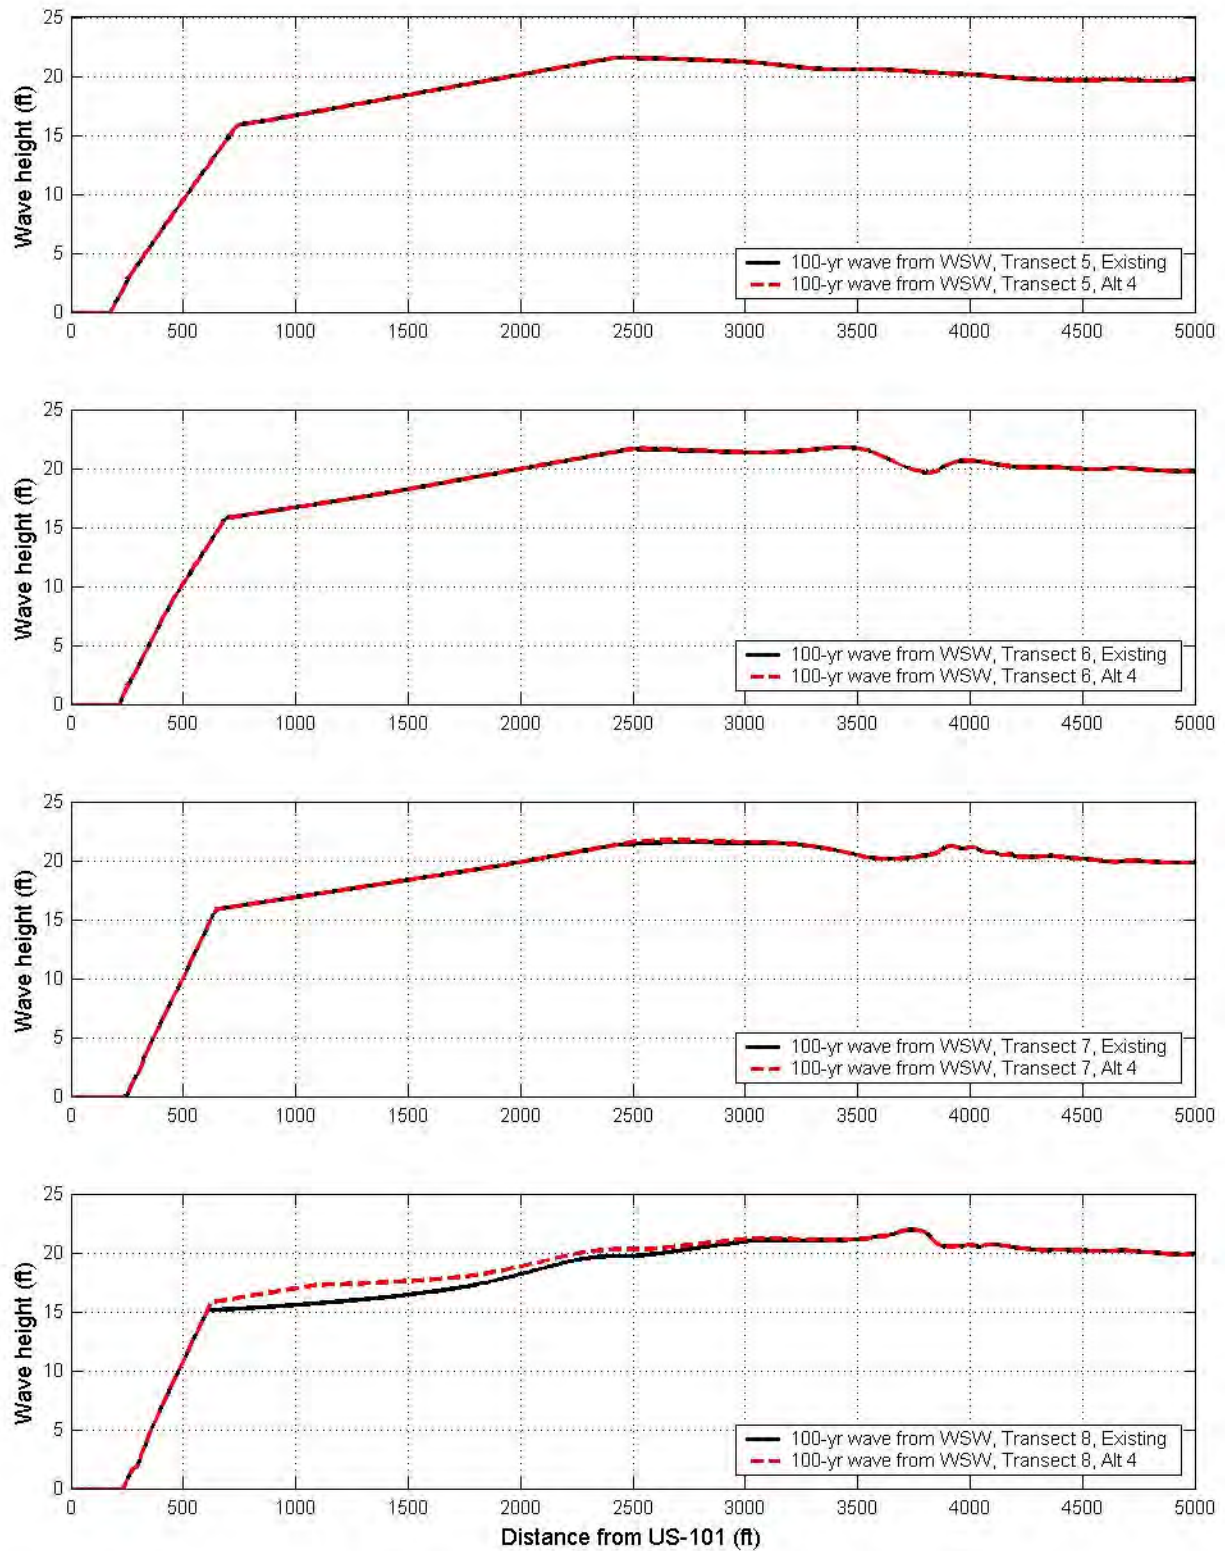 25
20
15
10
5
0
Wave height (ft)
100-yr wave from WSW, Transect 5, Existing
100-yr wave from WSW, Transect 5, Alt 4
0 500 1000 1500 2000 2500 3000 3500 4000 4500 5000
25
20
15
10
5
0
Wave height (ft)
100-yr wave from WSW, Transect 6, Existing
100-yr wave from WSW, Transect 6, Alt 4
0 500 1000 1500 2000 2500 3000 3500 4000 4500 5000
25
20
15
10
5
0
Wave height (ft)
100-yr wave from WSW, Transect 7, Existing
100-yr wave from WSW, Transect 7, Alt 4
0 500 1000 1500 2000 2500 3000 3500 4000 4500 5000
25
20
15
10
5
0
Wave height (ft)
100-yr wave from WSW, Transect 8, Existing
100-yr wave from WSW, Transect 8, Alt 4
0 500 1000 1500 2000 2500 3000 3500 4000 4500 5000
Distance from US-101 (ft)